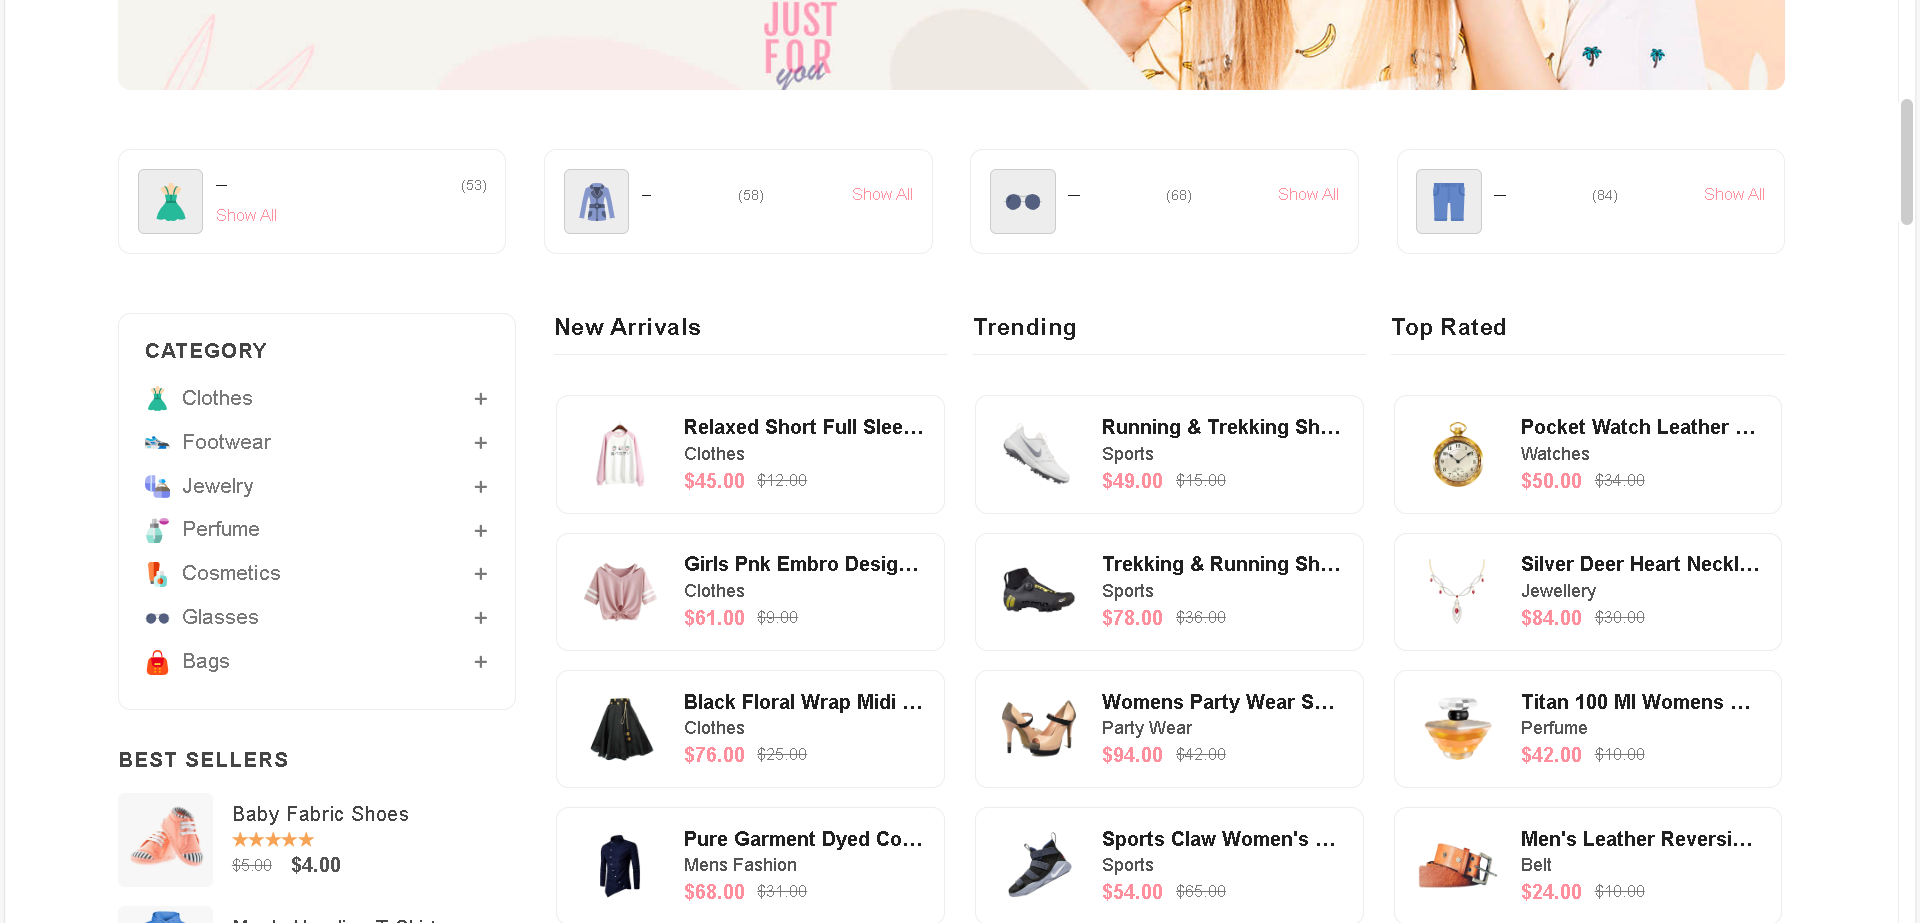 JUST
FOR
you
—
(53)
Show All
— (58) Show All
— (68) Show All
— (84) Show All
CATEGORY
Clothes +
Footwear +
Jewelry +
Perfume +
Cosmetics +
Glasses +
Bags +
BEST SELLERS
Baby Fabric Shoes
$5.00 $4.00
New Arrivals
Relaxed Short Full Slee...
Clothes
$45.00 $12.00
Girls Pnk Embro Desig...
Clothes
$61.00 $9.00
Black Floral Wrap Midi ...
Clothes
$76.00 $25.00
Pure Garment Dyed Co...
Mens Fashion
$68.00 $31.00
Trending
Running & Trekking Sh...
Sports
$49.00 $15.00
Trekking & Running Sh...
Sports
$78.00 $36.00
Womens Party Wear S...
Party Wear
$94.00 $42.00
Sports Claw Women's ...
Sports
$54.00 $65.00
Top Rated
Pocket Watch Leather ...
Watches
$50.00 $34.00
Silver Deer Heart Neckl...
Jewellery
$84.00 $30.00
Titan 100 Ml Womens ...
Perfume
$42.00 $10.00
Men's Leather Reversi...
Belt
$24.00 $10.00